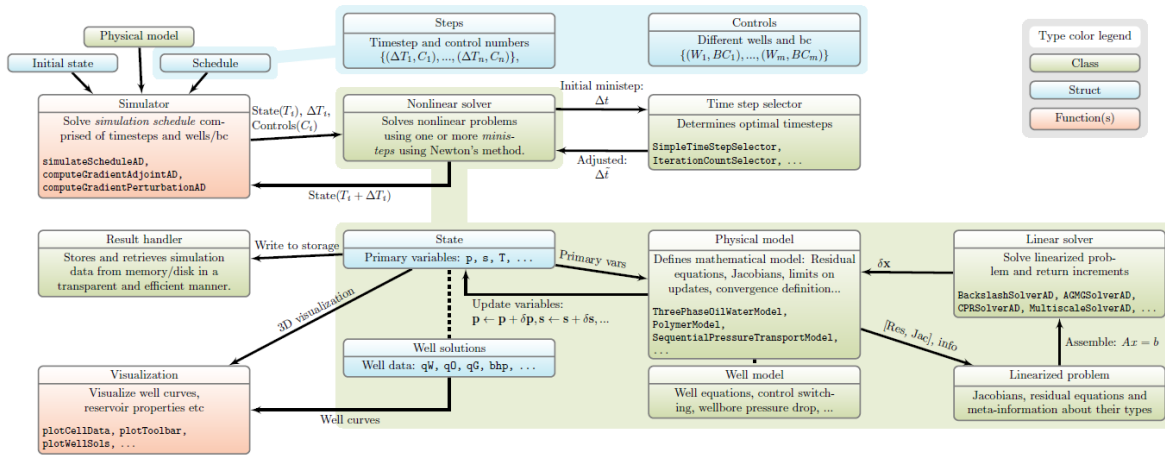 Physical model
Initial state
Schedule
Steps
Timestep and control numbers
{(ΔT₁, C₁), ..., (ΔTₙ, Cₙ)},
Controls
Different wells and bc
{(W₁, BC₁), ..., (Wₘ, BCₘ)}
Type color legend
Class
Struct
Function(s)
Simulator
Solve simulation schedule com-
prised of timesteps and wells/bc
simulateScheduleAD,
computeGradientAdjointAD,
computeGradientPerturbationAD
State(Tᵢ), ΔTᵢ,
Controls(Cᵢ)
Nonlinear solver
Solves nonlinear problems
using one or more minis-
teps using Newton's method.
Initial ministep:
Δt
Adjusted:
Δt̃
Time step selector
Determines optimal timesteps
SimpleTimeStepSelector,
IterationCountSelector, ...
State(Tᵢ + ΔTᵢ)
Result handler
Stores and retrieves simulation
data from memory/disk in a
transparent and efficient manner.
Write to storage
State
Primary variables: p, s, T, ...
Primary vars
Update variables:
p ← p + δp, s ← s + δs, ...
3D visualization
Physical model
Defines mathematical model: Residual
equations, Jacobians, limits on
updates, convergence definition...
ThreePhaseOilWaterModel,
PolymerModel,
SequentialPressureTransportModel,
...
δx
Linear solver
Solve linearized prob-
lem and return increments
BackslashSolverAD, AGMGSolverAD,
CPRSolverAD, MultiscaleSolverAD, ...
[Res, Jac], info
Assemble: Ax = b
Well solutions
Well data: qW, qO, qG, bhp, ...
Well curves
Visualization
Visualize well curves,
reservoir properties etc
plotCellData, plotToolbar,
plotWellSols, ...
Well model
Well equations, control switch-
ing, wellbore pressure drop, ...
Linearized problem
Jacobians, residual equations and
meta-information about their types